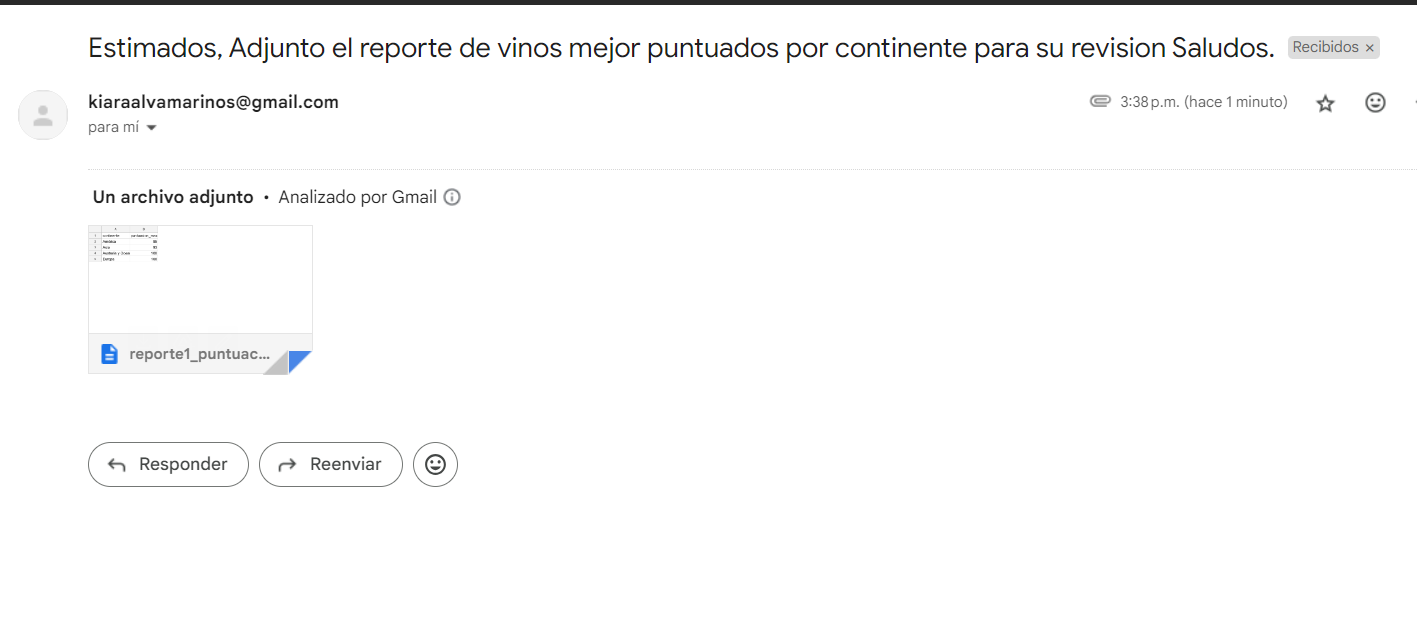 Estimados, Adjunto el reporte de vinos mejor puntuados por continente para su revision Saludos. Recibidos ×
kiaraalvamarinos@gmail.com 3:38 p.m. (hace 1 minuto)
para mí
Un archivo adjunto • Analizado por Gmail
reporte1_puntuac...
Responder Reenviar